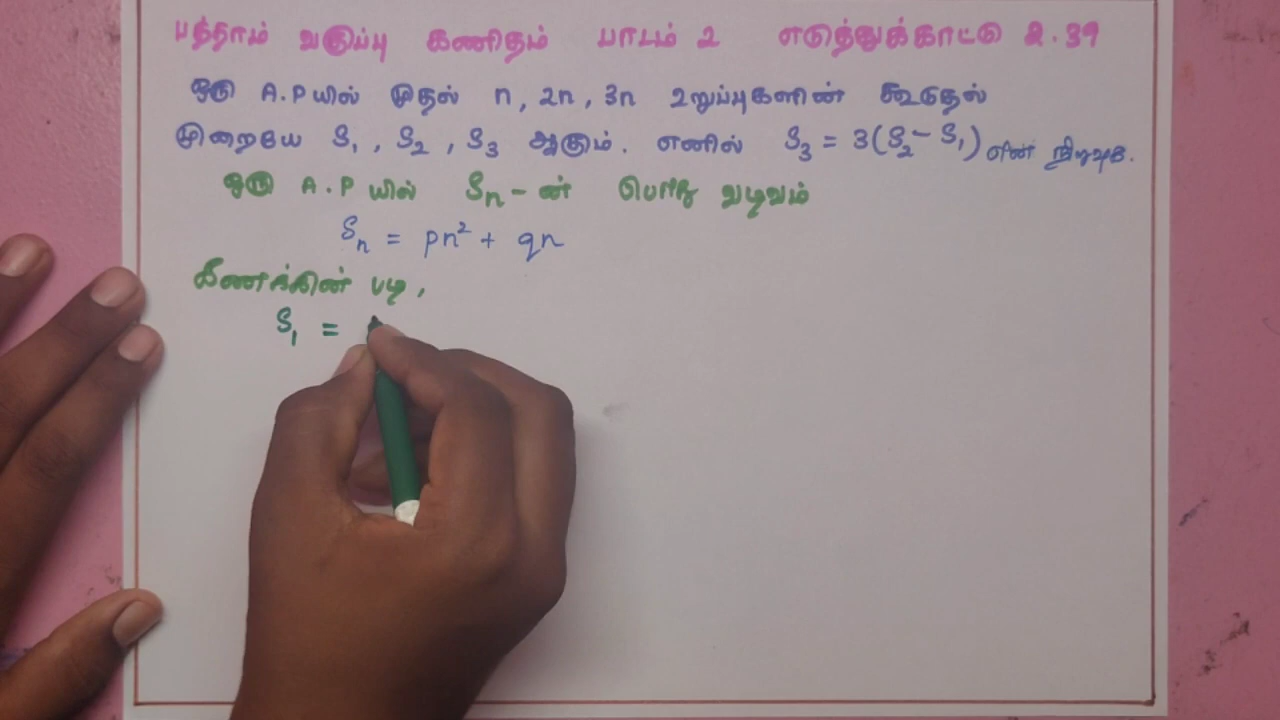 பத்தாம் வகுப்பு கணிதம் பாடம் 2 எடுத்துக்காட்டு 2.39
ஒரு A.P யில் முதல் n, 2n, 3n உறுப்புகளின் கூடுதல்
முறையே S₁, S₂, S₃ ஆகும். எனில் S₃ = 3(S₂ - S₁) என நிறுவுக.
ஒரு A.P யில் Sₙ - ன் பொது வடிவம்
Sₙ = pn² + qn
கணக்கின் படி,
S₁ =